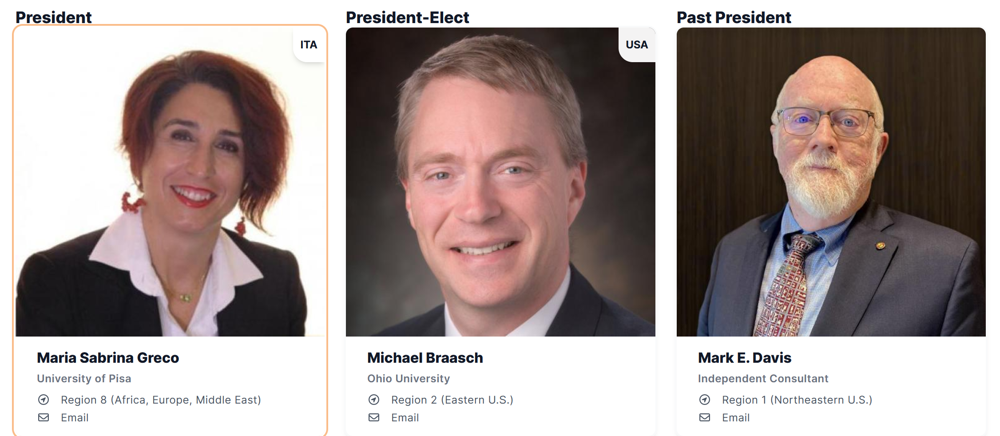 President
ITA
Maria Sabrina Greco
University of Pisa
Region 8 (Africa, Europe, Middle East)
Email
President-Elect
USA
Michael Braasch
Ohio University
Region 2 (Eastern U.S.)
Email
Past President
Mark E. Davis
Independent Consultant
Region 1 (Northeastern U.S.)
Email